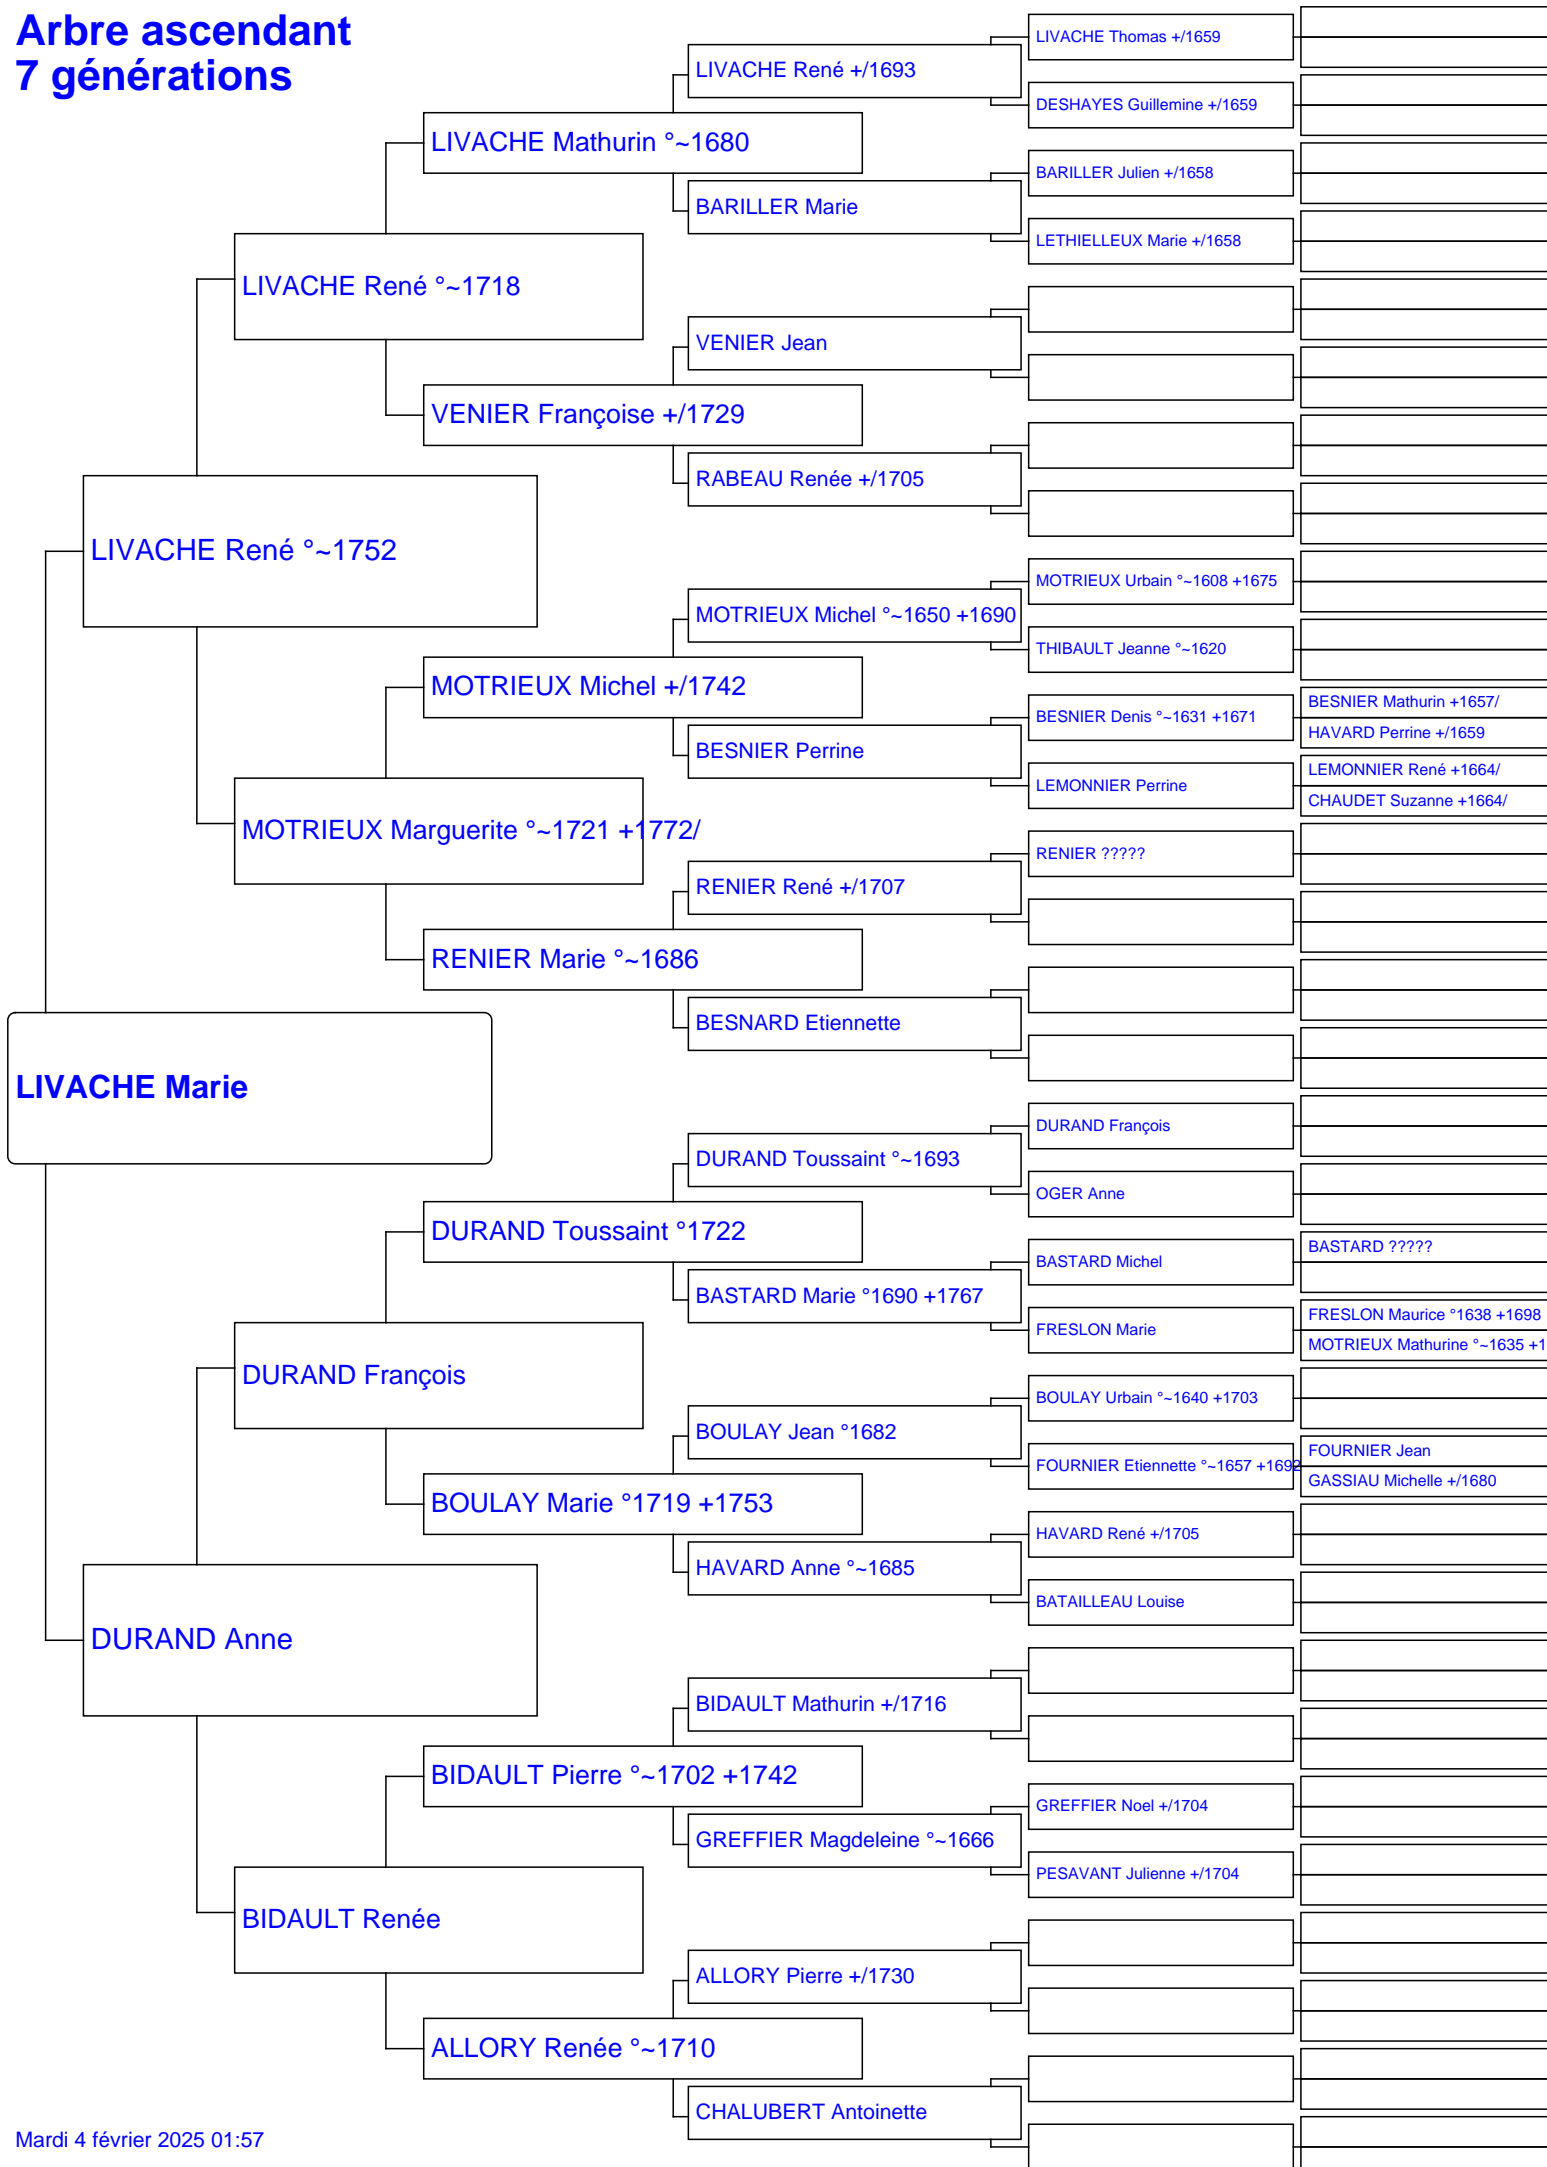 Arbre ascendant
7 générations
LIVACHE Thomas +/1659
LIVACHE René +/1693
DESHAYES Guillemine +/1659
LIVACHE Mathurin °~1680
BARILLER Julien +/1658
BARILLER Marie
LETHIELLEUX Marie +/1658
LIVACHE René °~1718
VENIER Jean
VENIER Françoise +/1729
RABEAU Renée +/1705
LIVACHE René °~1752
MOTRIEUX Urbain °~1608 +1675
MOTRIEUX Michel °~1650 +1690
THIBAULT Jeanne °~1620
MOTRIEUX Michel +/1742
BESNIER Mathurin +1657/
BESNIER Denis °~1631 +1671
HAVARD Perrine +/1659
BESNIER Perrine
LEMONNIER René +1664/
LEMONNIER Perrine
CHAUDET Suzanne +1664/
MOTRIEUX Marguerite °~1721 +1772/
RENIER ?????
RENIER René +/1707
RENIER Marie °~1686
BESNARD Etiennette
LIVACHE Marie
DURAND François
DURAND Toussaint °~1693
OGER Anne
DURAND Toussaint °1722
BASTARD ?????
BASTARD Michel
BASTARD Marie °1690 +1767
FRESLON Maurice °1638 +1698
FRESLON Marie
MOTRIEUX Mathurine °~1635 +1
DURAND François
BOULAY Urbain °~1640 +1703
BOULAY Jean °1682
FOURNIER Jean
FOURNIER Etiennette °~1657 +1692
GASSIAU Michelle +/1680
BOULAY Marie °1719 +1753
HAVARD René +/1705
HAVARD Anne °~1685
BATAILLEAU Louise
DURAND Anne
BIDAULT Mathurin +/1716
BIDAULT Pierre °~1702 +1742
GREFFIER Noel +/1704
GREFFIER Magdeleine °~1666
PESAVANT Julienne +/1704
BIDAULT Renée
ALLORY Pierre +/1730
ALLORY Renée °~1710
CHALUBERT Antoinette
Mardi 4 février 2025 01:57